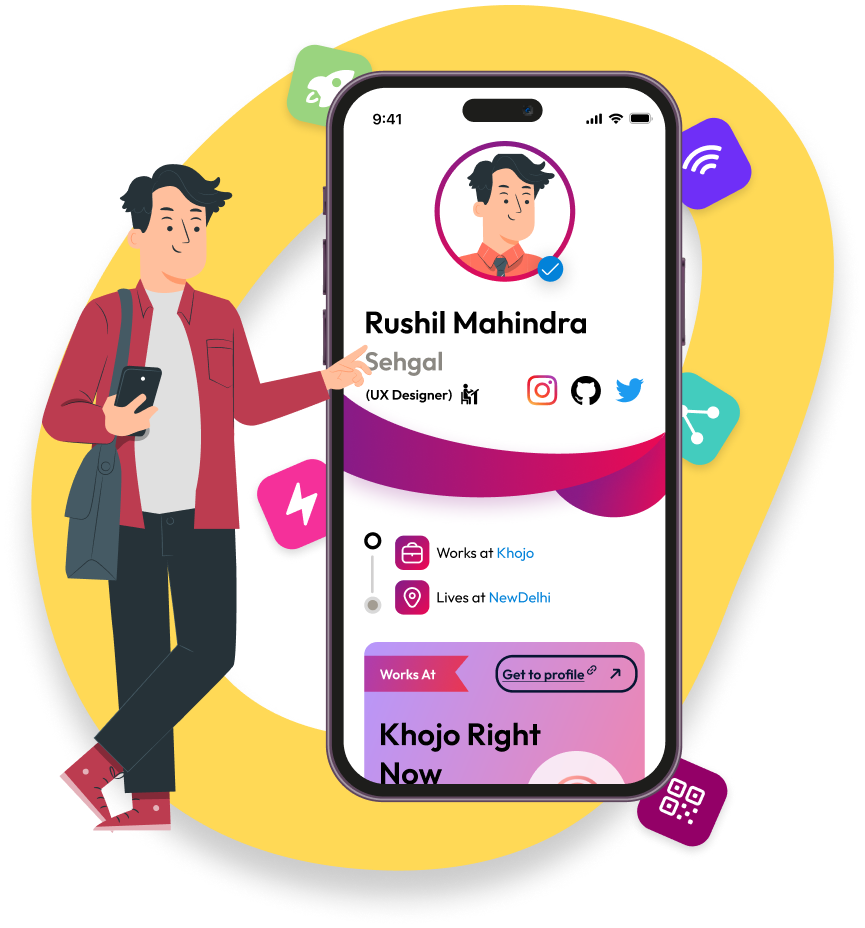 9:41
Rushil Mahindra
Sehgal
(UX Designer)
Works at Khojo
Lives at NewDelhi
Works At
Get to profile
Khojo Right
Now